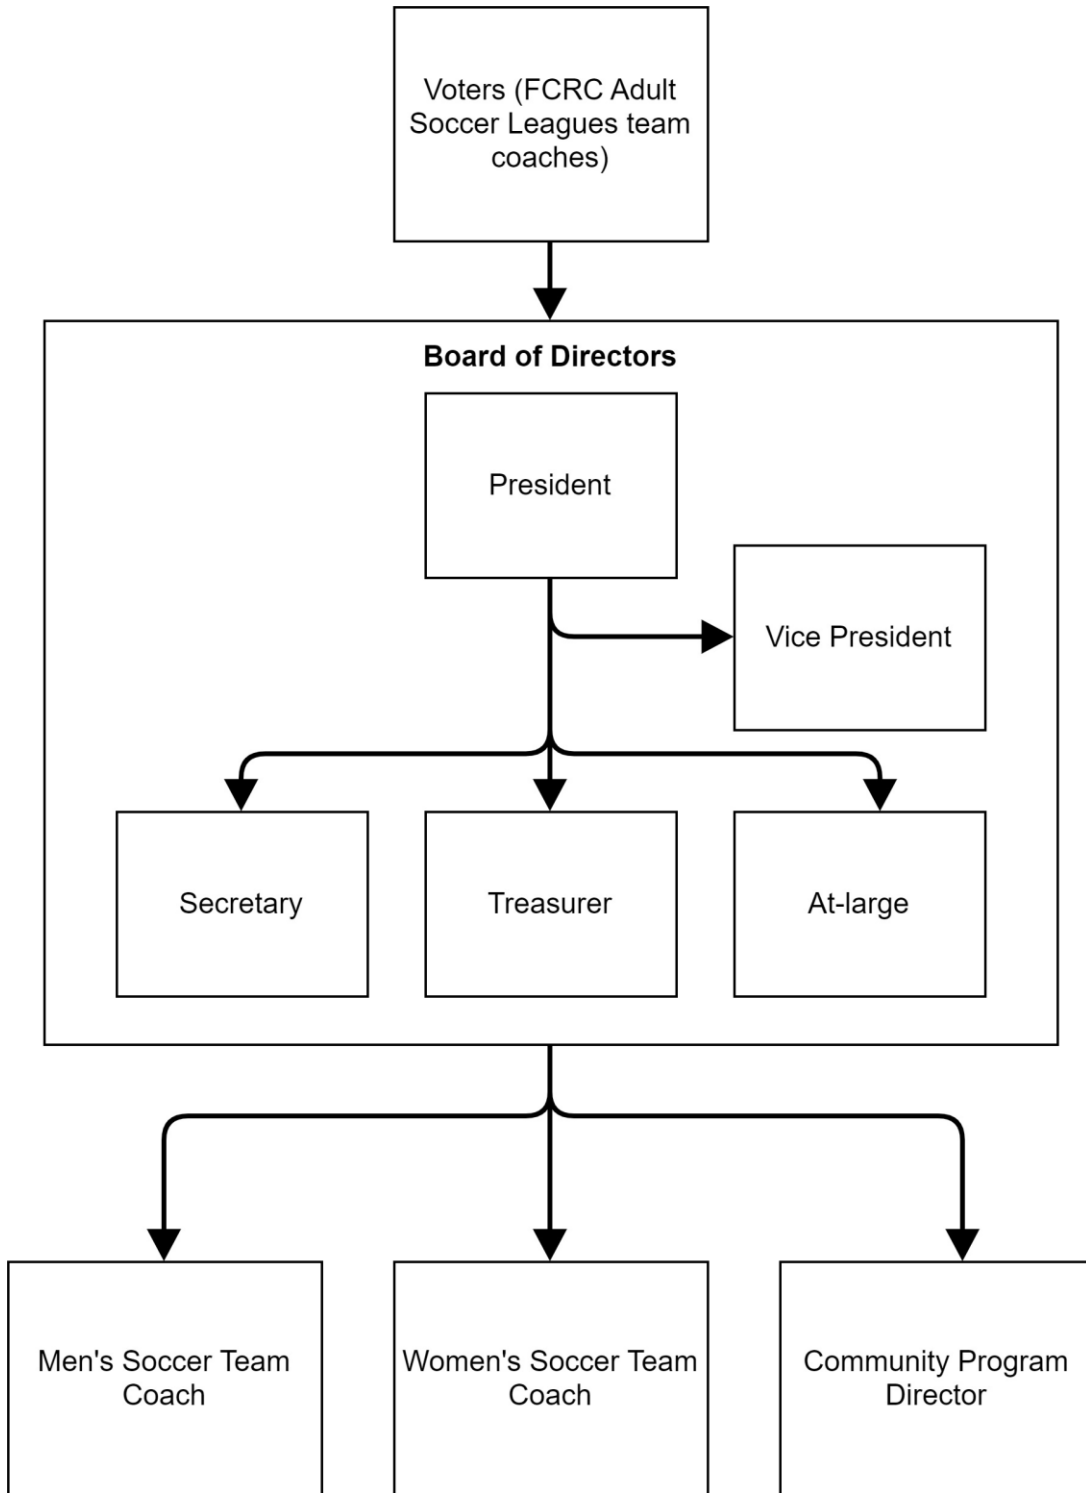 Voters (FCRC Adult
Soccer Leagues team
coaches)
Board of Directors
President
Vice President
Secretary
Treasurer
At-large
Men's Soccer Team
Coach
Women's Soccer Team
Coach
Community Program
Director